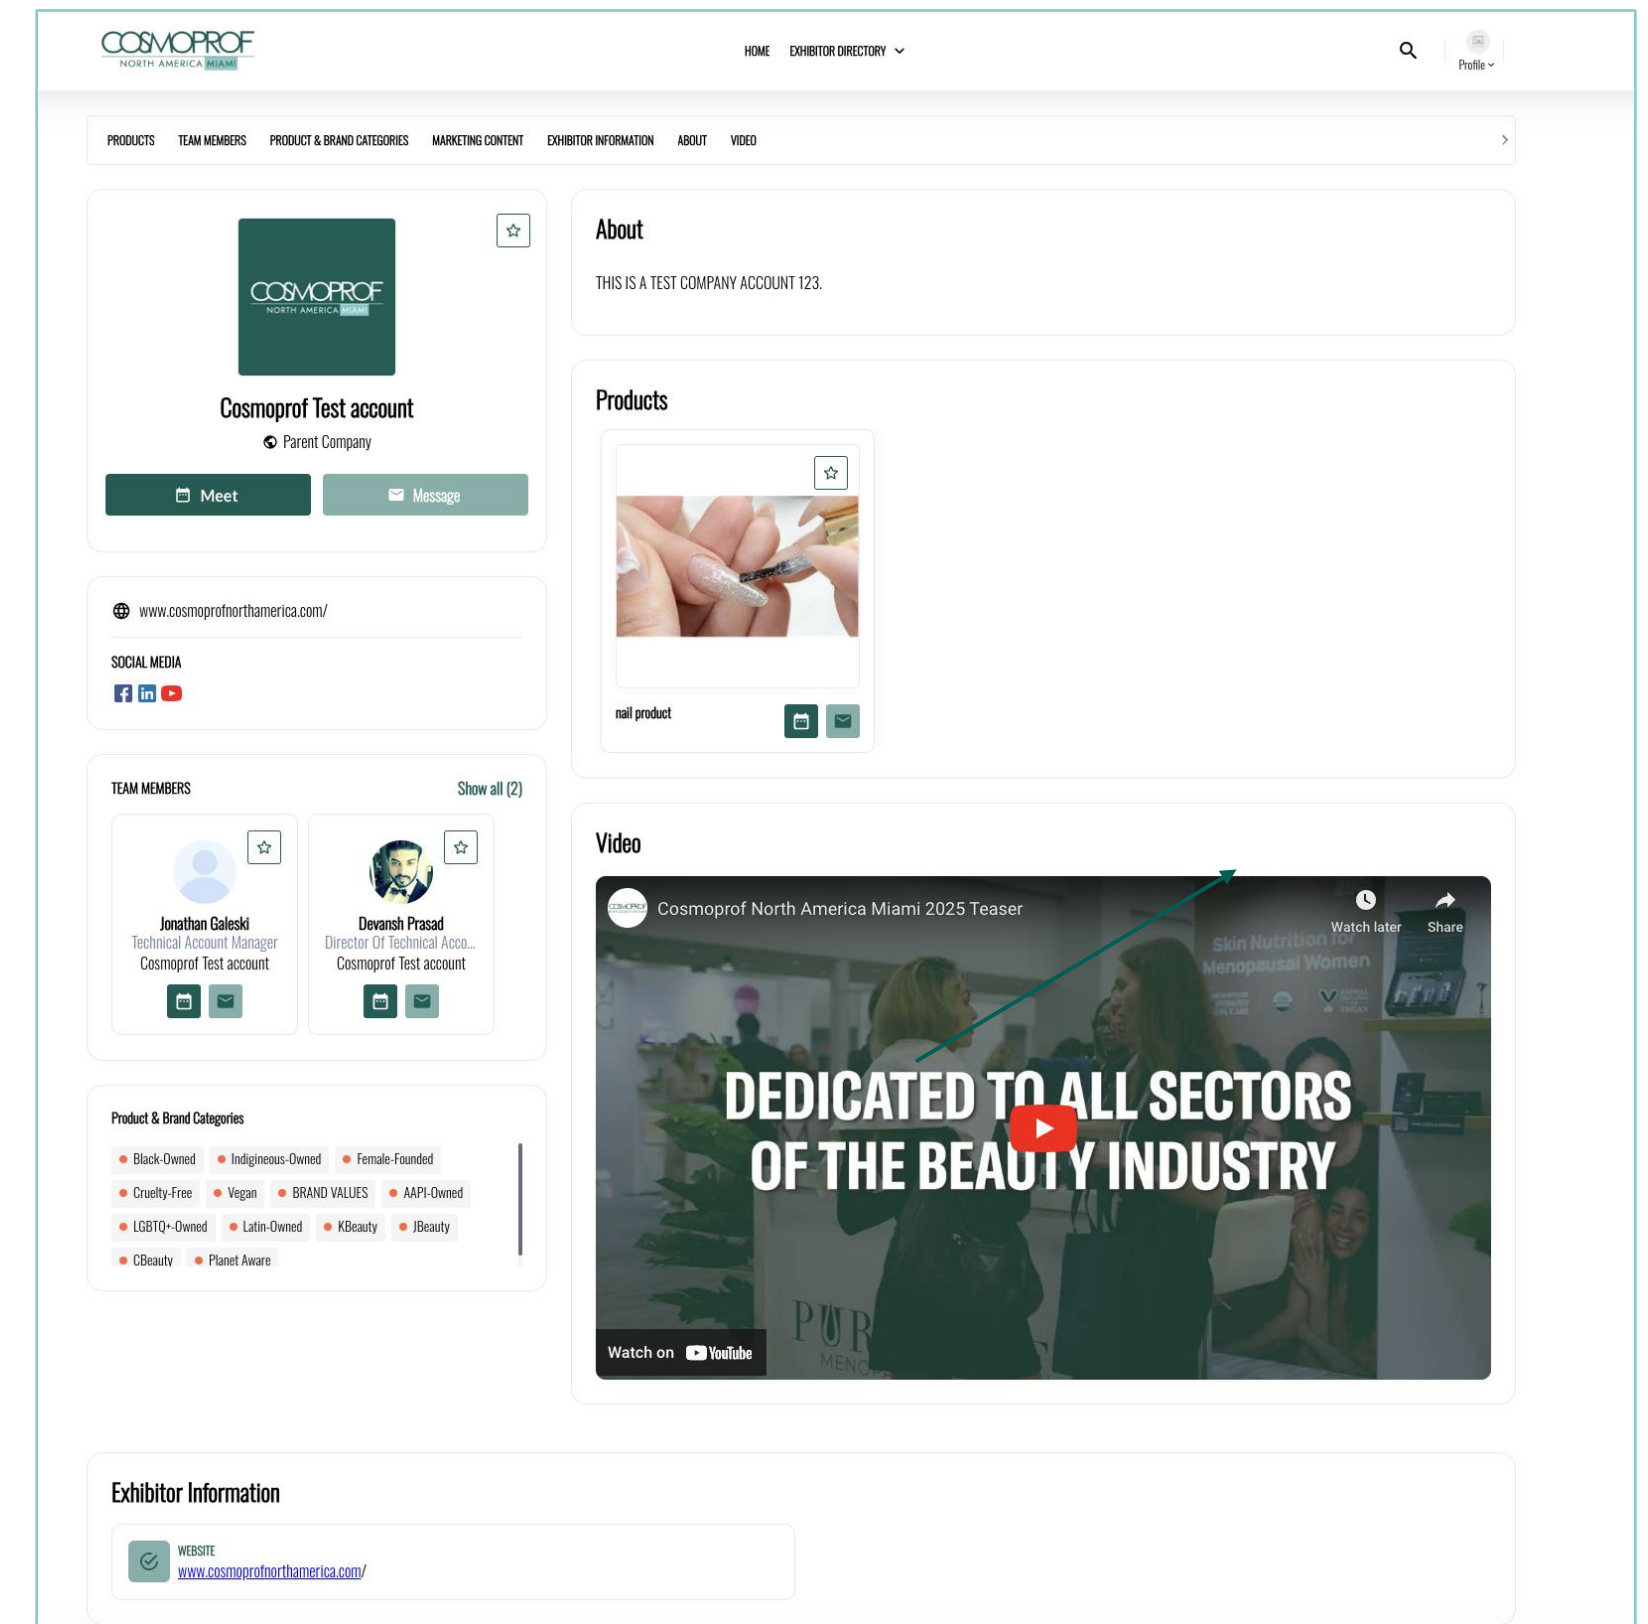 COSMOPROF
NORTH AMERICA MIAMI
HOME EXHIBITOR DIRECTORY
Profile
PRODUCTS TEAM MEMBERS PRODUCT & BRAND CATEGORIES MARKETING CONTENT EXHIBITOR INFORMATION ABOUT VIDEO
COSMOPROF
NORTH AMERICA MIAMI
Cosmoprof Test account
Parent Company
Meet Message
www.cosmoprofnorthamerica.com/
SOCIAL MEDIA
TEAM MEMBERS Show all (2)
Jonathan Galeski
Technical Account Manager
Cosmoprof Test account
Devansh Prasad
Director Of Technical Acco...
Cosmoprof Test account
Product & Brand Categories
Black-Owned Indigineous-Owned Female-Founded
Cruelty-Free Vegan BRAND VALUES AAPI-Owned
LGBTQ+-Owned Latin-Owned KBeauty JBeauty
CBeauty Planet Aware
About
THIS IS A TEST COMPANY ACCOUNT 123.
Products
nail product
Video
COSMOPROF
Cosmoprof North America Miami 2025 Teaser
Watch later Share
Skin Nutrition for
Menopausal Women
VEGAN
DEDICATED TO ALL SECTORS
OF THE BEAUTY INDUSTRY
PUR
MENO
Watch on YouTube
Exhibitor Information
WEBSITE
www.cosmoprofnorthamerica.com/